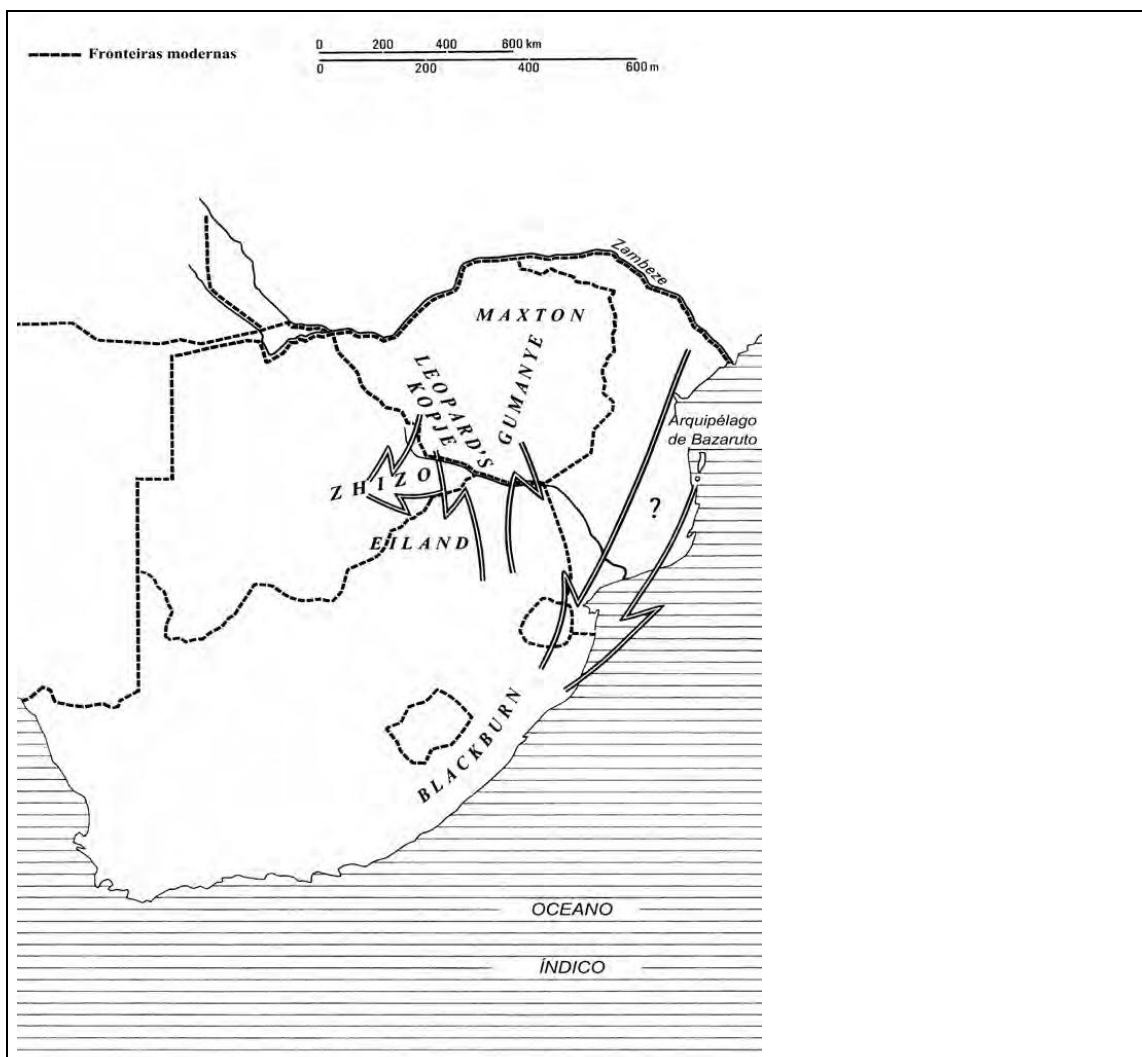 0 200 400 600 km
Fronteiras modernas
0 200 400 600 m
Zambeze
MAXTON
GUMANYE
LEOPARD'S
KOPJE
Arquipélago
de Bazaruto
ZHIZO
?
EILAND
BLACKBURN
OCEANO
ÍNDICO